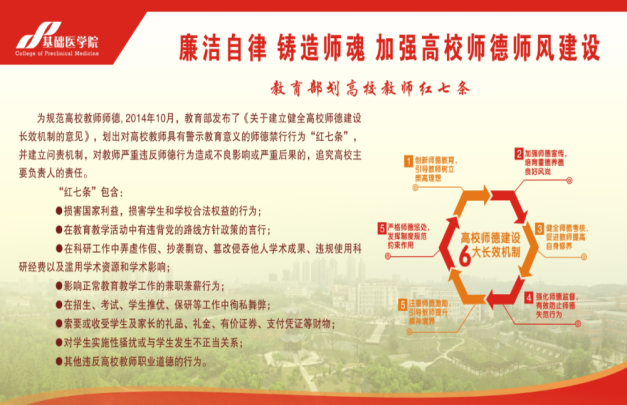 基础医学院
College of Preclinical Medicine
廉洁自律 铸造师魂 加强高校师德师风建设
教育部划高校教师红七条
为规范高校教师师德,2014年10月,教育部发布了《关于建立健全高校师德建设
长效机制的意见》,划出对高校教师具有警示教育意义的师德禁行行为“红七条”,
并建立问责机制,对教师严重违反师德行为造成不良影响或严重后果的,追究高校主
要负责人的责任。
“红七条”包含:
●损害国家利益,损害学生和学校合法权益的行为;
●在教育教学活动中有违背党的路线方针政策的言行;
●在科研工作中弄虚作假、抄袭剽窃、篡改侵吞他人学术成果、违规使用科
研经费以及滥用学术资源和学术影响;
●影响正常教育教学工作的兼职兼薪行为;
●在招生、考试、学生推优、保研等工作中徇私舞弊;
●索要或收受学生及家长的礼品、礼金、有价证券、支付凭证等财物;
●对学生实施性骚扰或与学生发生不正当关系;
●其他违反高校教师职业道德的行为。
高校师德建设
6大长效机制
1 创新师德教育,
引导教师树立
崇高理想
2 加强师德宣传,
培育重德养德
良好风尚
3 健全师德考核,
促进教师提高
自身修养
4 强化师德监督,
有效防止师德
失范行为
5 注重师德激励
引导教师提升
精神境界
5 严格师德惩处,
发挥制度规范
约束作用